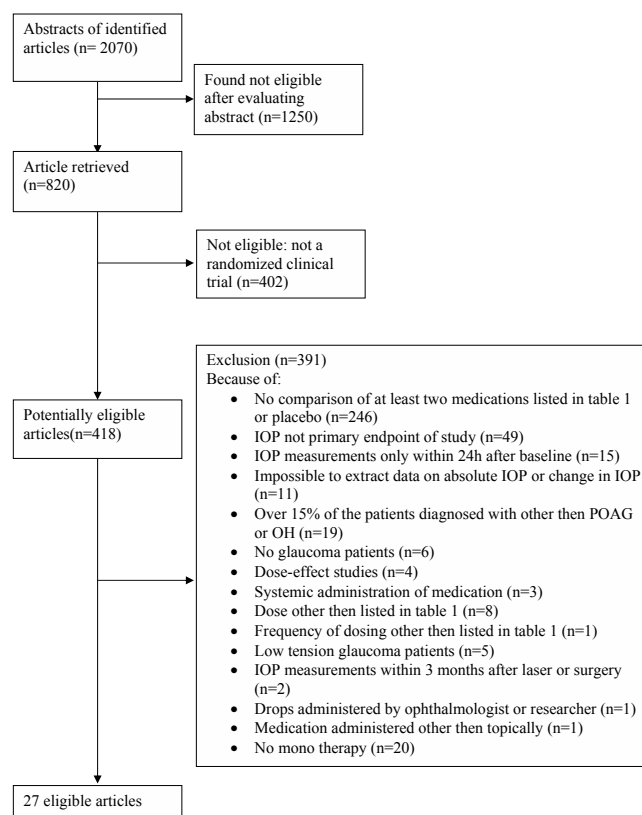 Abstracts of identified
articles (n= 2070)
Found not eligible
after evaluating
abstract (n=1250)
Article retrieved
(n=820)
Not eligible: not a
randomized clinical
trial (n=402)
Exclusion (n=391)
Because of:
• No comparison of at least two medications listed in table 1
or placebo (n=246)
• IOP not primary endpoint of study (n=49)
• IOP measurements only within 24h after baseline (n=15)
• Impossible to extract data on absolute IOP or change in IOP
(n=11)
• Over 15% of the patients diagnosed with other then POAG
or OH (n=19)
• No glaucoma patients (n=6)
• Dose-effect studies (n=4)
• Systemic administration of medication (n=3)
• Dose other then listed in table 1 (n=8)
• Frequency of dosing other then listed in table 1 (n=1)
• Low tension glaucoma patients (n=5)
• IOP measurements within 3 months after laser or surgery
(n=2)
• Drops administered by ophthalmologist or researcher (n=1)
• Medication administered other then topically (n=1)
• No mono therapy (n=20)
Potentially eligible
articles(n=418)
27 eligible articles